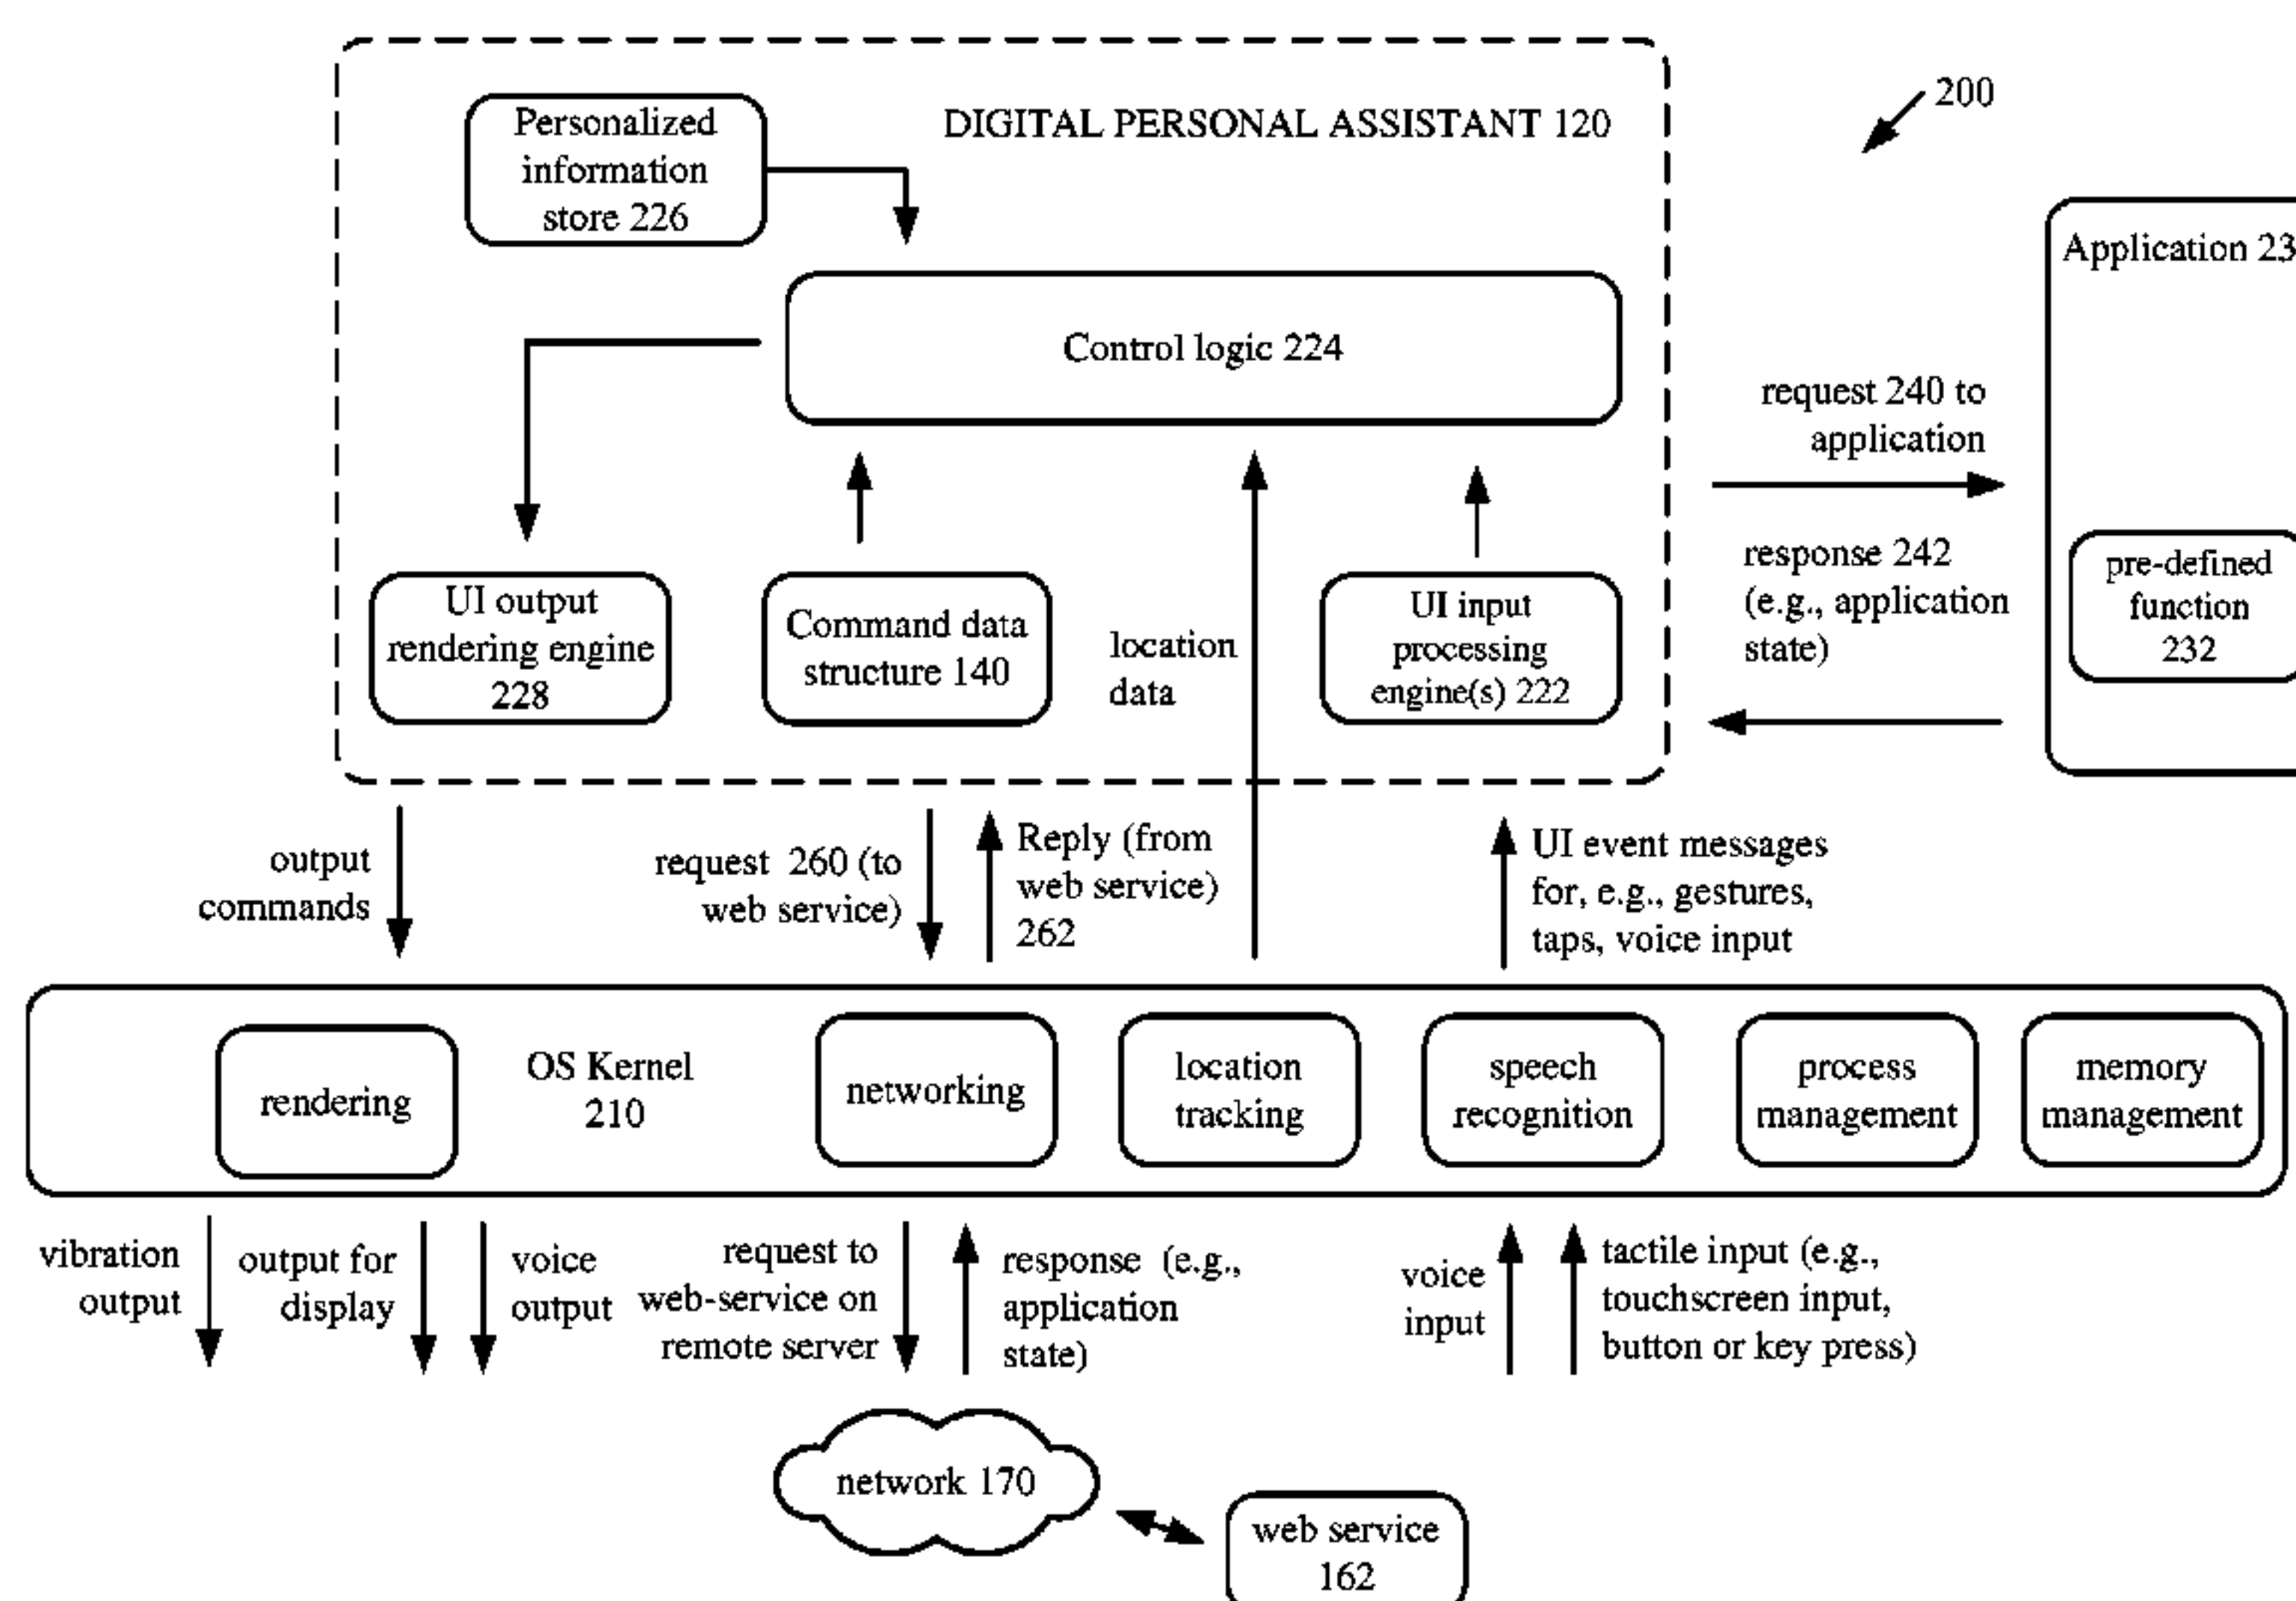 200
DIGITAL PERSONAL ASSISTANT 120
Personalized
information
store 226
Control logic 224
UI output
rendering engine
228
Command data
structure 140
location
data
UI input
processing
engine(s) 222
request 240 to
application
response 242
(e.g., application
state)
Application 23
pre-defined
function
232
output
commands
request 260 (to
web service)
Reply (from
web service)
262
UI event messages
for, e.g., gestures,
taps, voice input
rendering
OS Kernel
210
networking
location
tracking
speech
recognition
process
management
memory
management
vibration
output
output for
display
voice
output
request to
web-service on
remote server
response (e.g.,
application
state)
voice
input
tactile input (e.g.,
touchscreen input,
button or key press)
network 170
web service
162